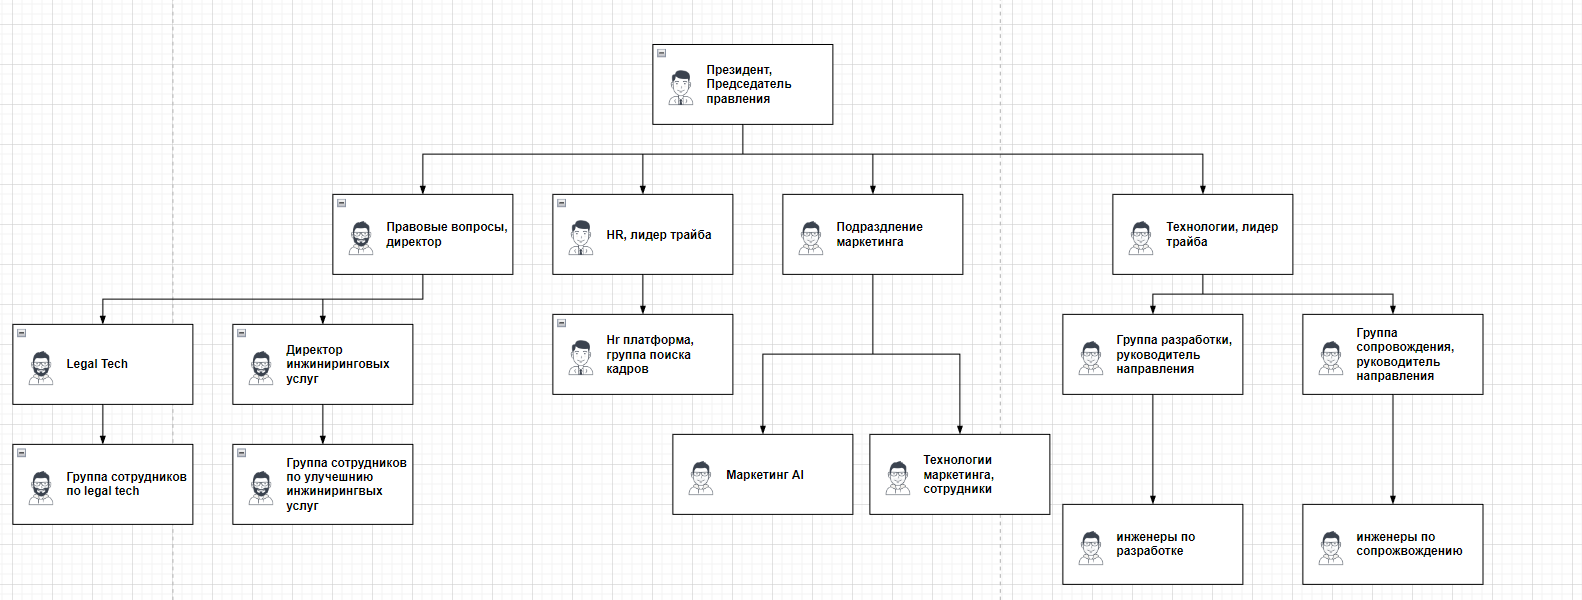 Президент,
Председатель
правления
Правовые вопросы,
директор
HR, лидер трайба
Подраздление
маркетинга
Технологии, лидер
трайба
Legal Tech
Директор
инжиниринговых
услуг
Hr платформа,
группа поиска
кадров
Группа разработки,
руководитель
направления
Группа
сопровождения,
руководитель
направления
Группа сотрудников
по legal tech
Группа сотрудников
по улучешнию
инжинирингвых
услуг
Маркетинг AI
Технологии
маркетинга,
сотрудники
инженеры по
разработке
инженеры по
сопрожвождению